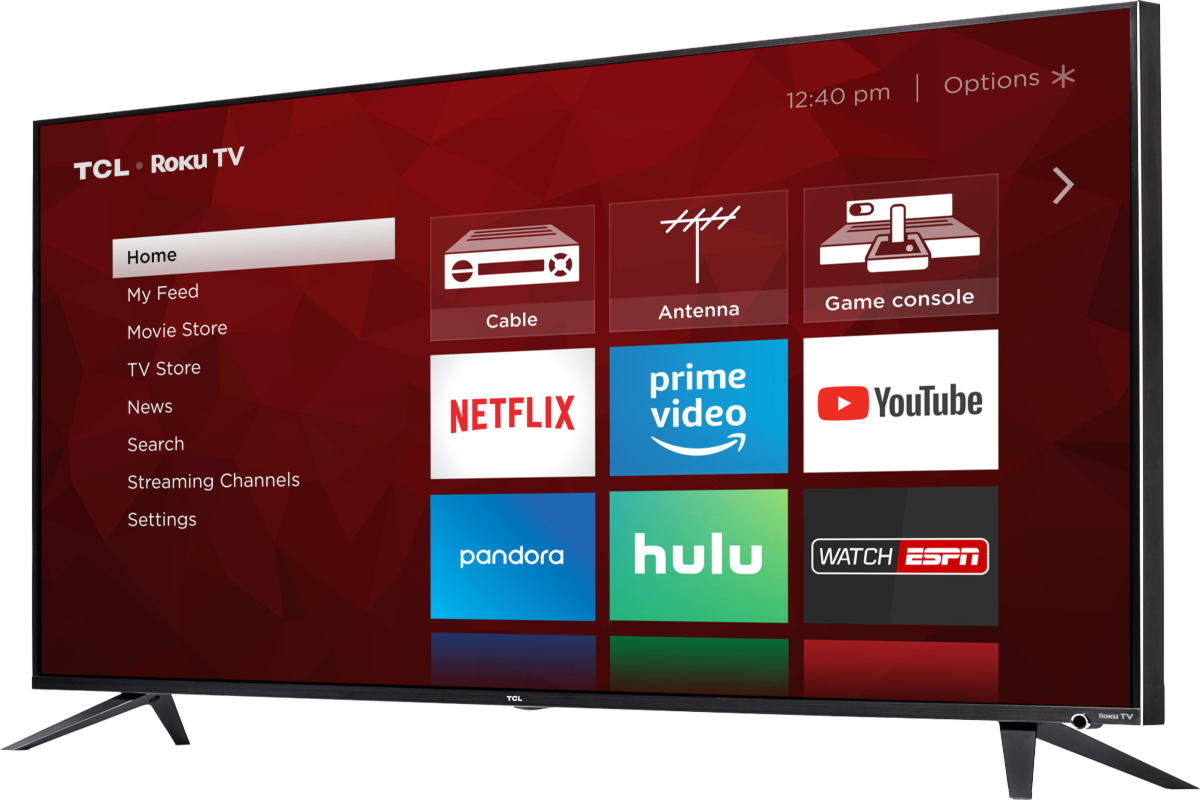 12:40 pm | Options *
TCL • Roku TV
Home
My Feed
Movie Store
TV Store
News
Search
Streaming Channels
Settings
Cable
Antenna
Game console
NETFLIX
prime
video
YouTube
pandora
hulu
WATCH ESPN
TCL
Roku TV